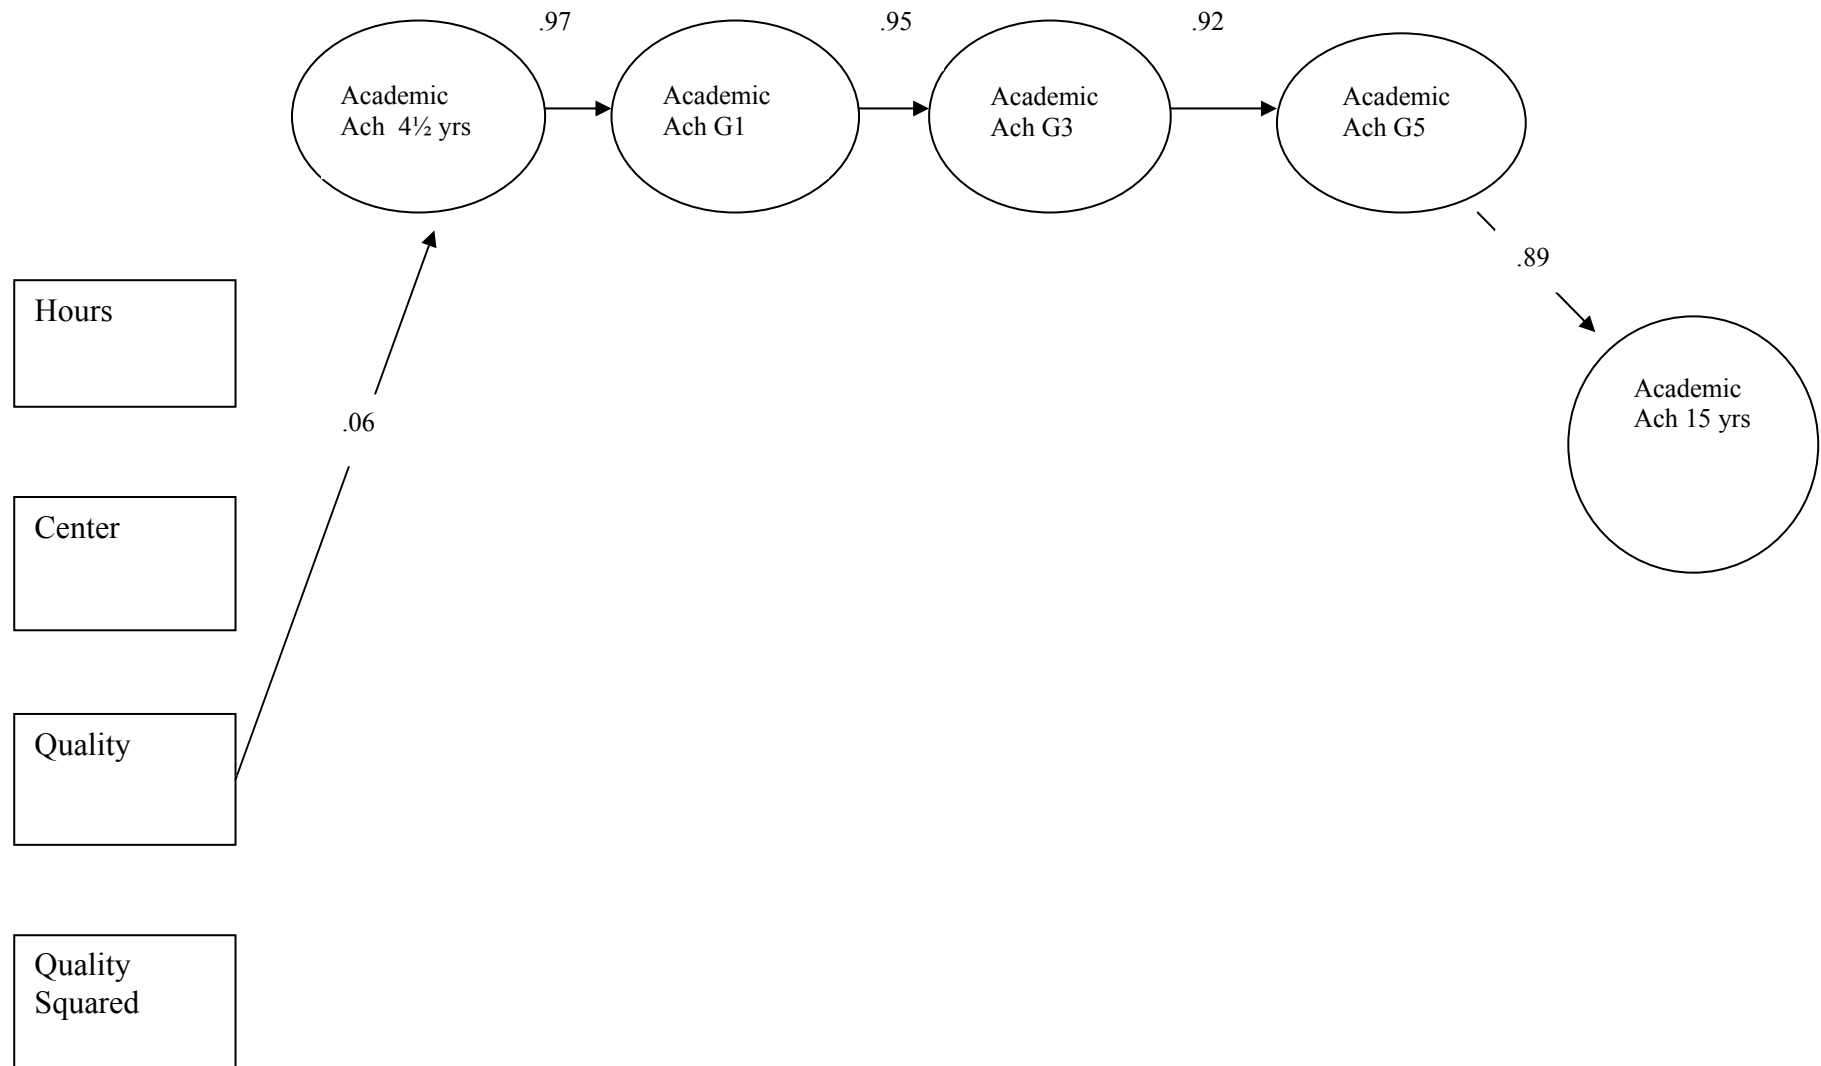 .97
.95
.92
Academic
Ach 4½ yrs
Academic
Ach G1
Academic
Ach G3
Academic
Ach G5
.89
Hours
Academic
Ach 15 yrs
.06
Center
Quality
Quality
Squared